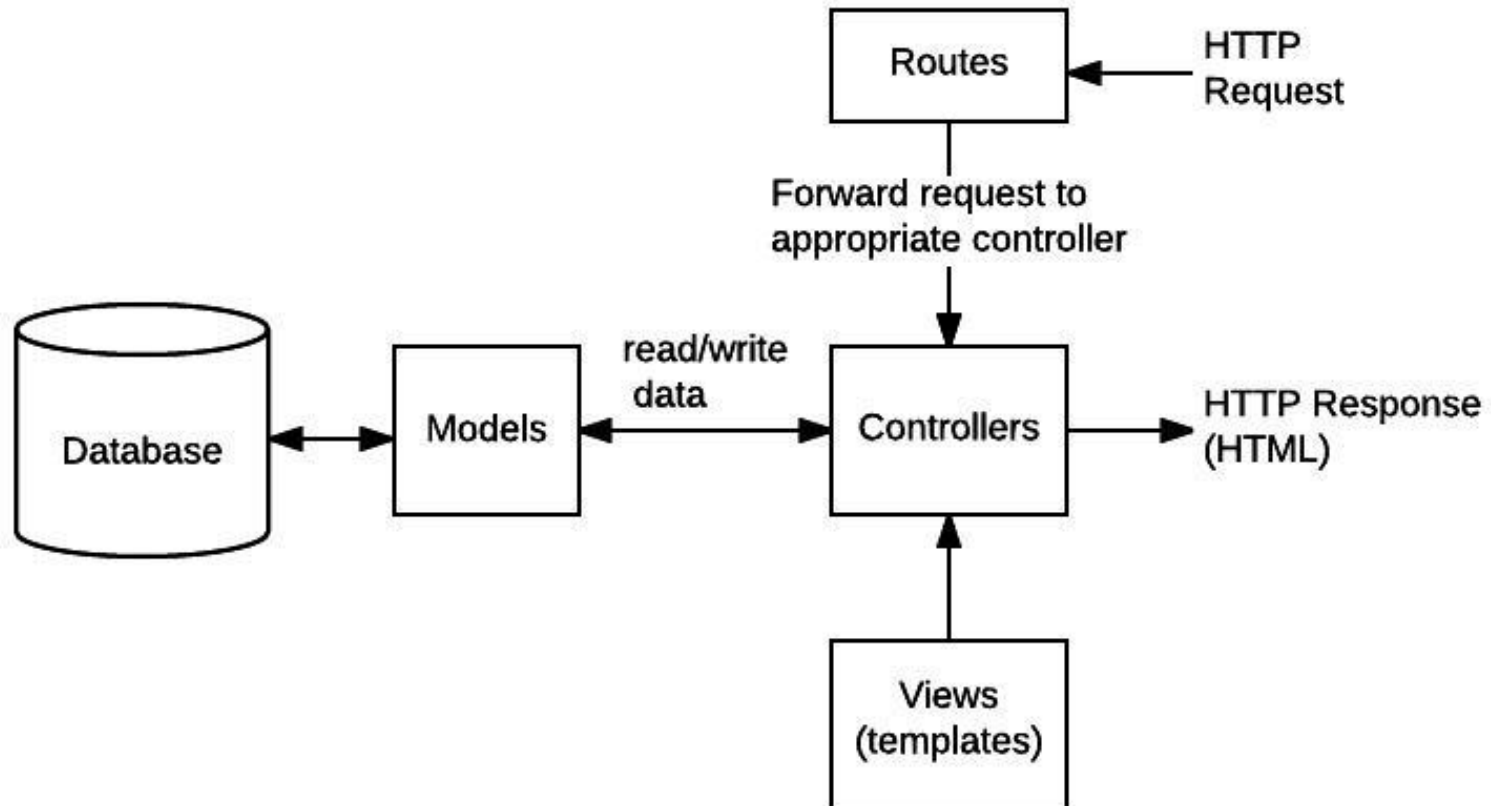 Routes
HTTP
Request
Forward request to
appropriate controller
Database
Models
read/write
data
Controllers
HTTP Response
(HTML)
Views
(templates)